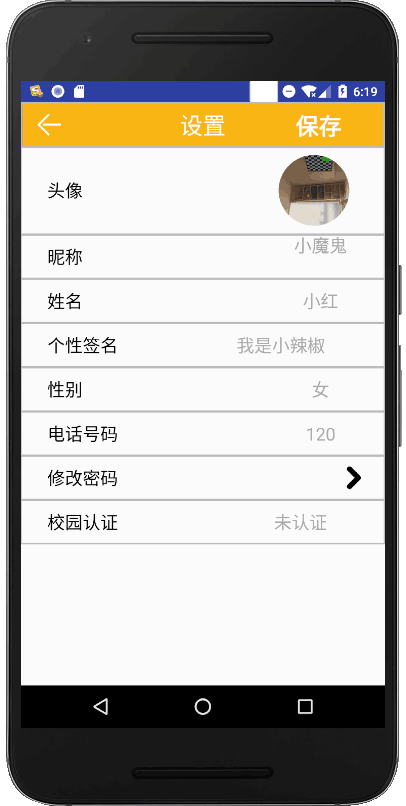 6:19
设置 保存
头像
昵称 小魔鬼
姓名 小红
个性签名 我是小辣椒
性别 女
电话号码 120
修改密码
校园认证 未认证